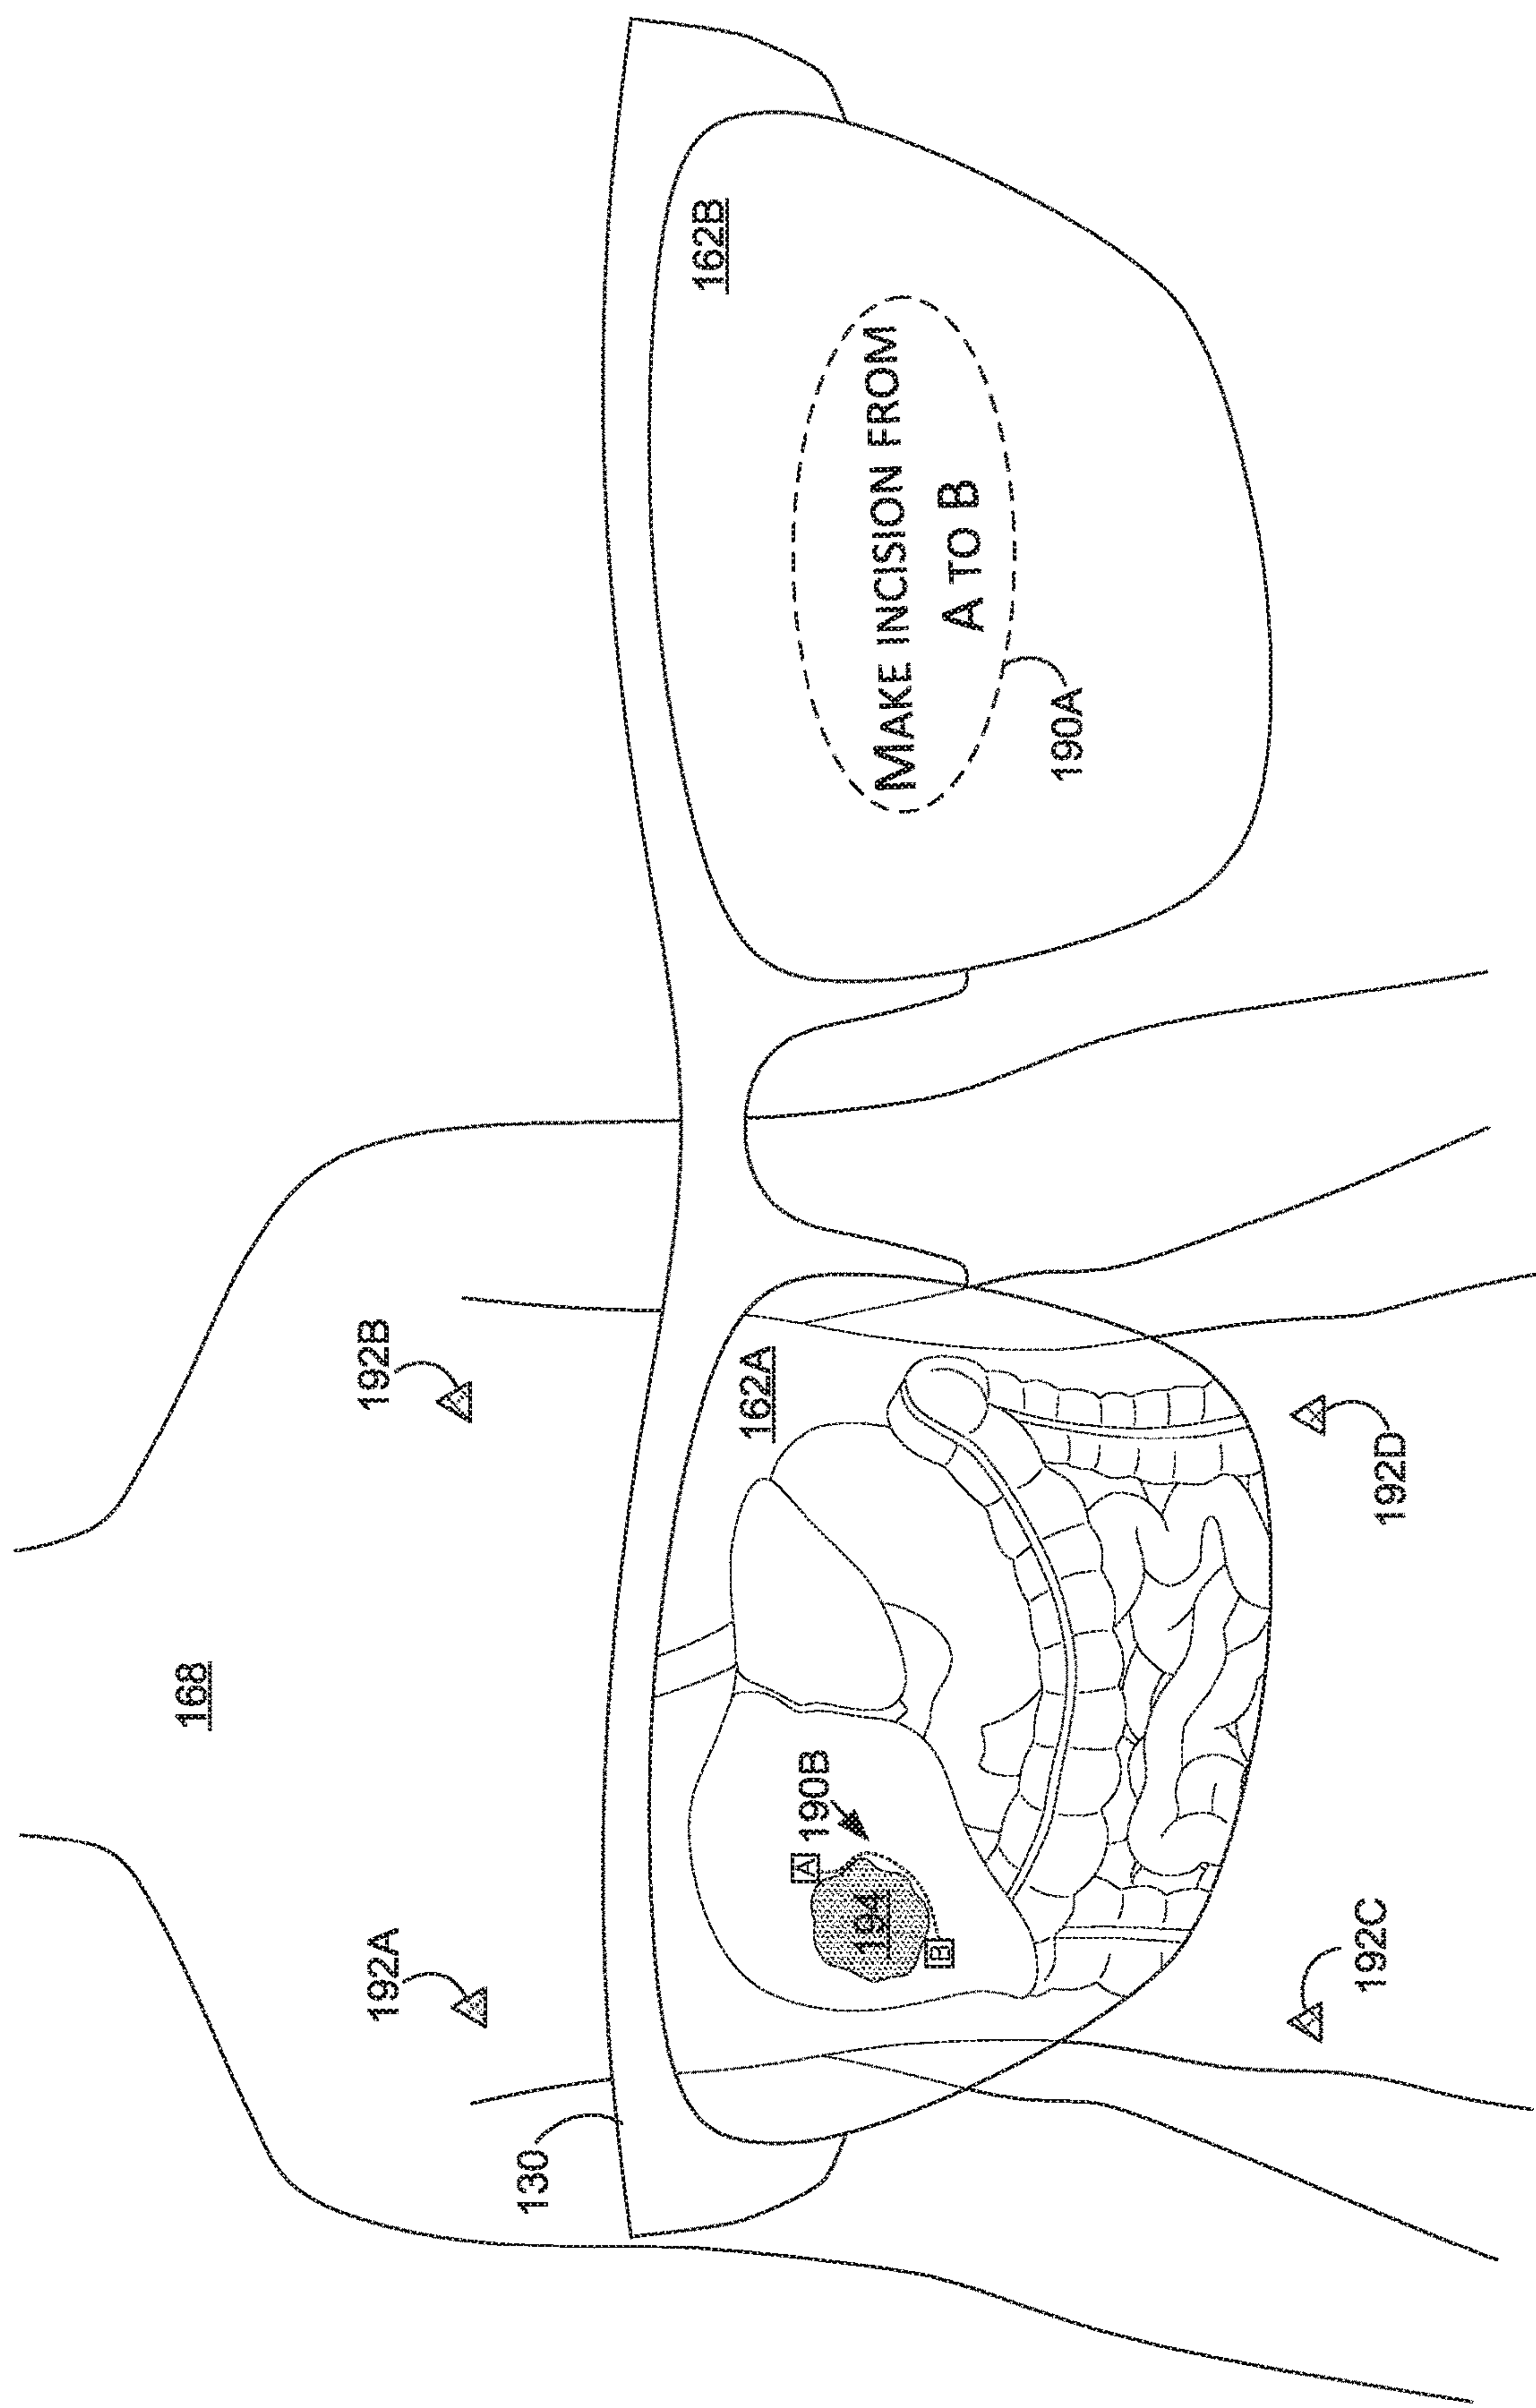 168
192A
192B
130
162A
162B
A
190B
194
B
MAKE INCISION FROM
A TO B
190A
192C
192D